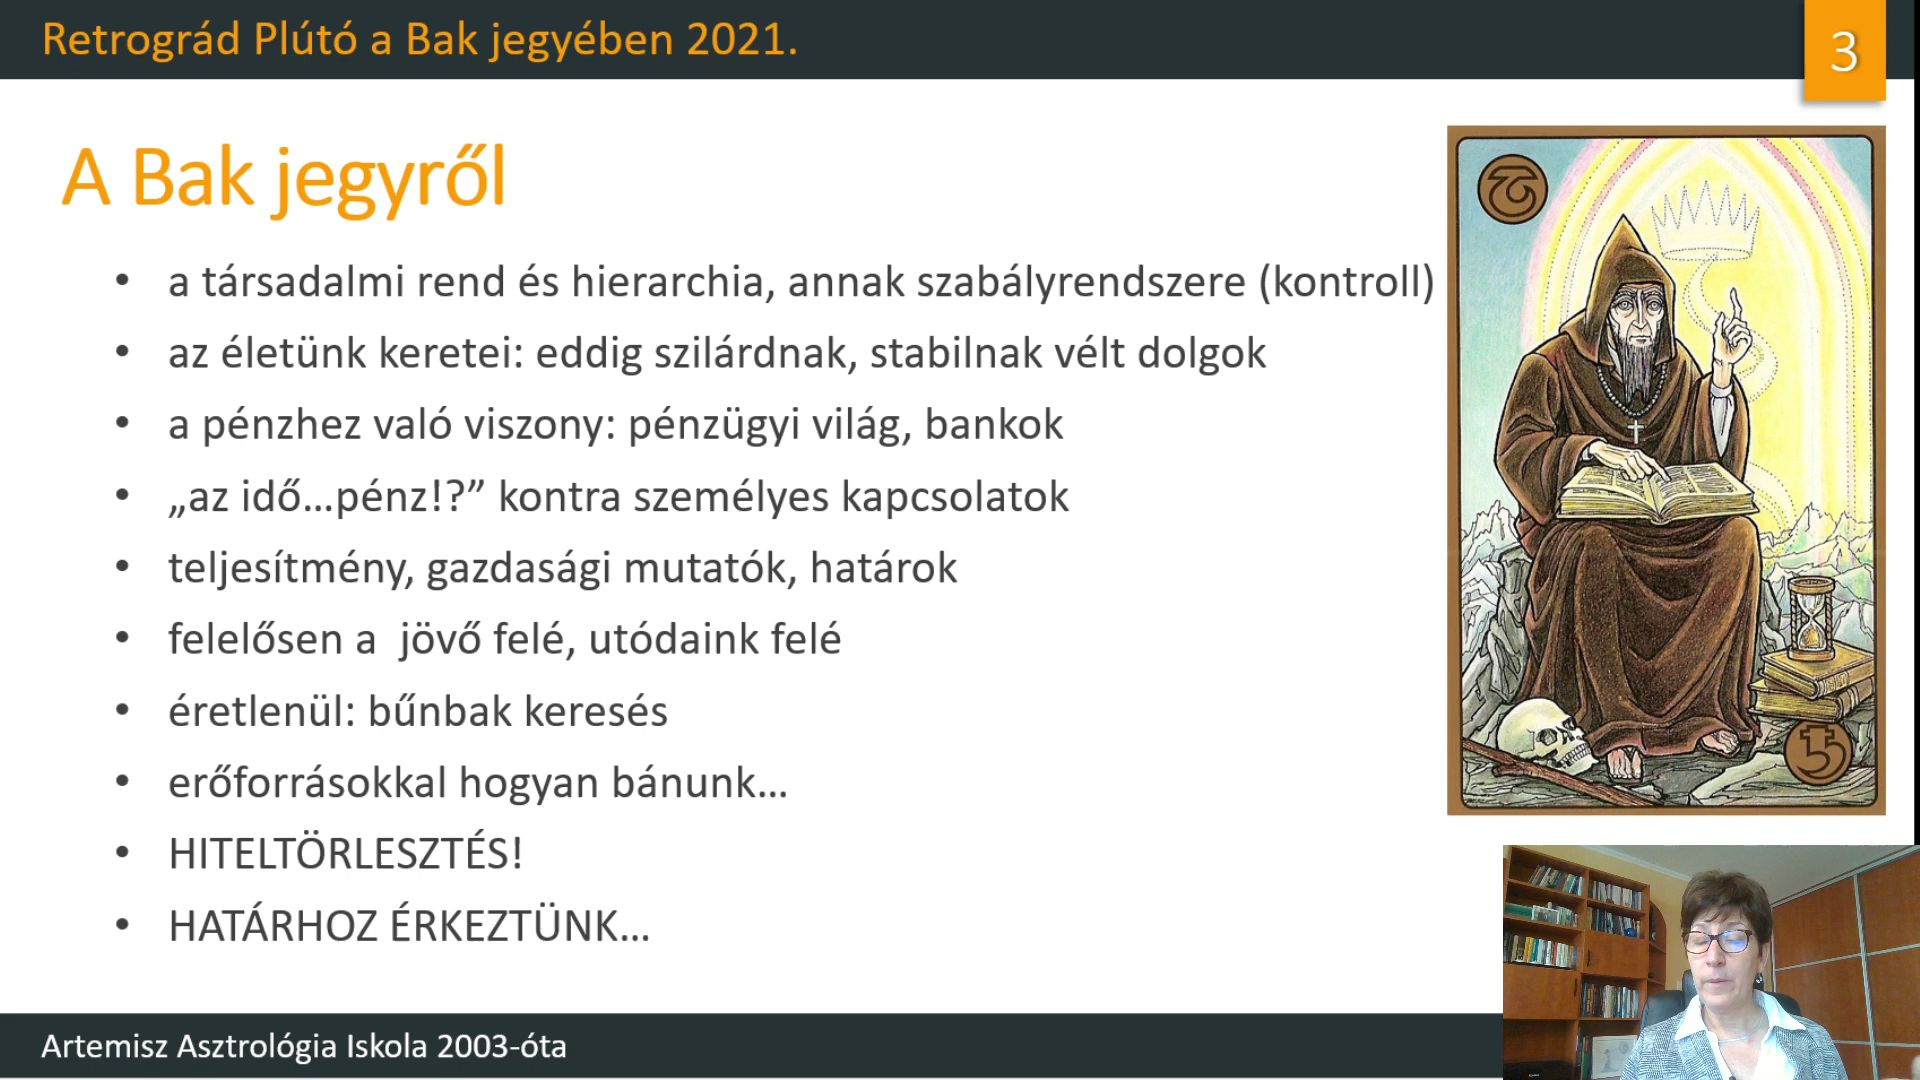 Retrográd Plútó a Bak jegyében 2021.
3
A Bak jegyről
• a társadalmi rend és hierarchia, annak szabályrendszere (kontroll)
• az életünk keretei: eddig szilárdnak, stabilnak vélt dolgok
• a pénzhez való viszony: pénzügyi világ, bankok
• „az idő...pénz!?” kontra személyes kapcsolatok
• teljesítmény, gazdasági mutatók, határok
• felelősen a  jövő felé, utódaink felé
• éretlenül: bűnbak keresés
• erőforrásokkal hogyan bánunk...
• HITELTÖRLESZTÉS!
• HATÁRHOZ ÉRKEZTÜNK...
Artemisz Asztrológia Iskola 2003-óta